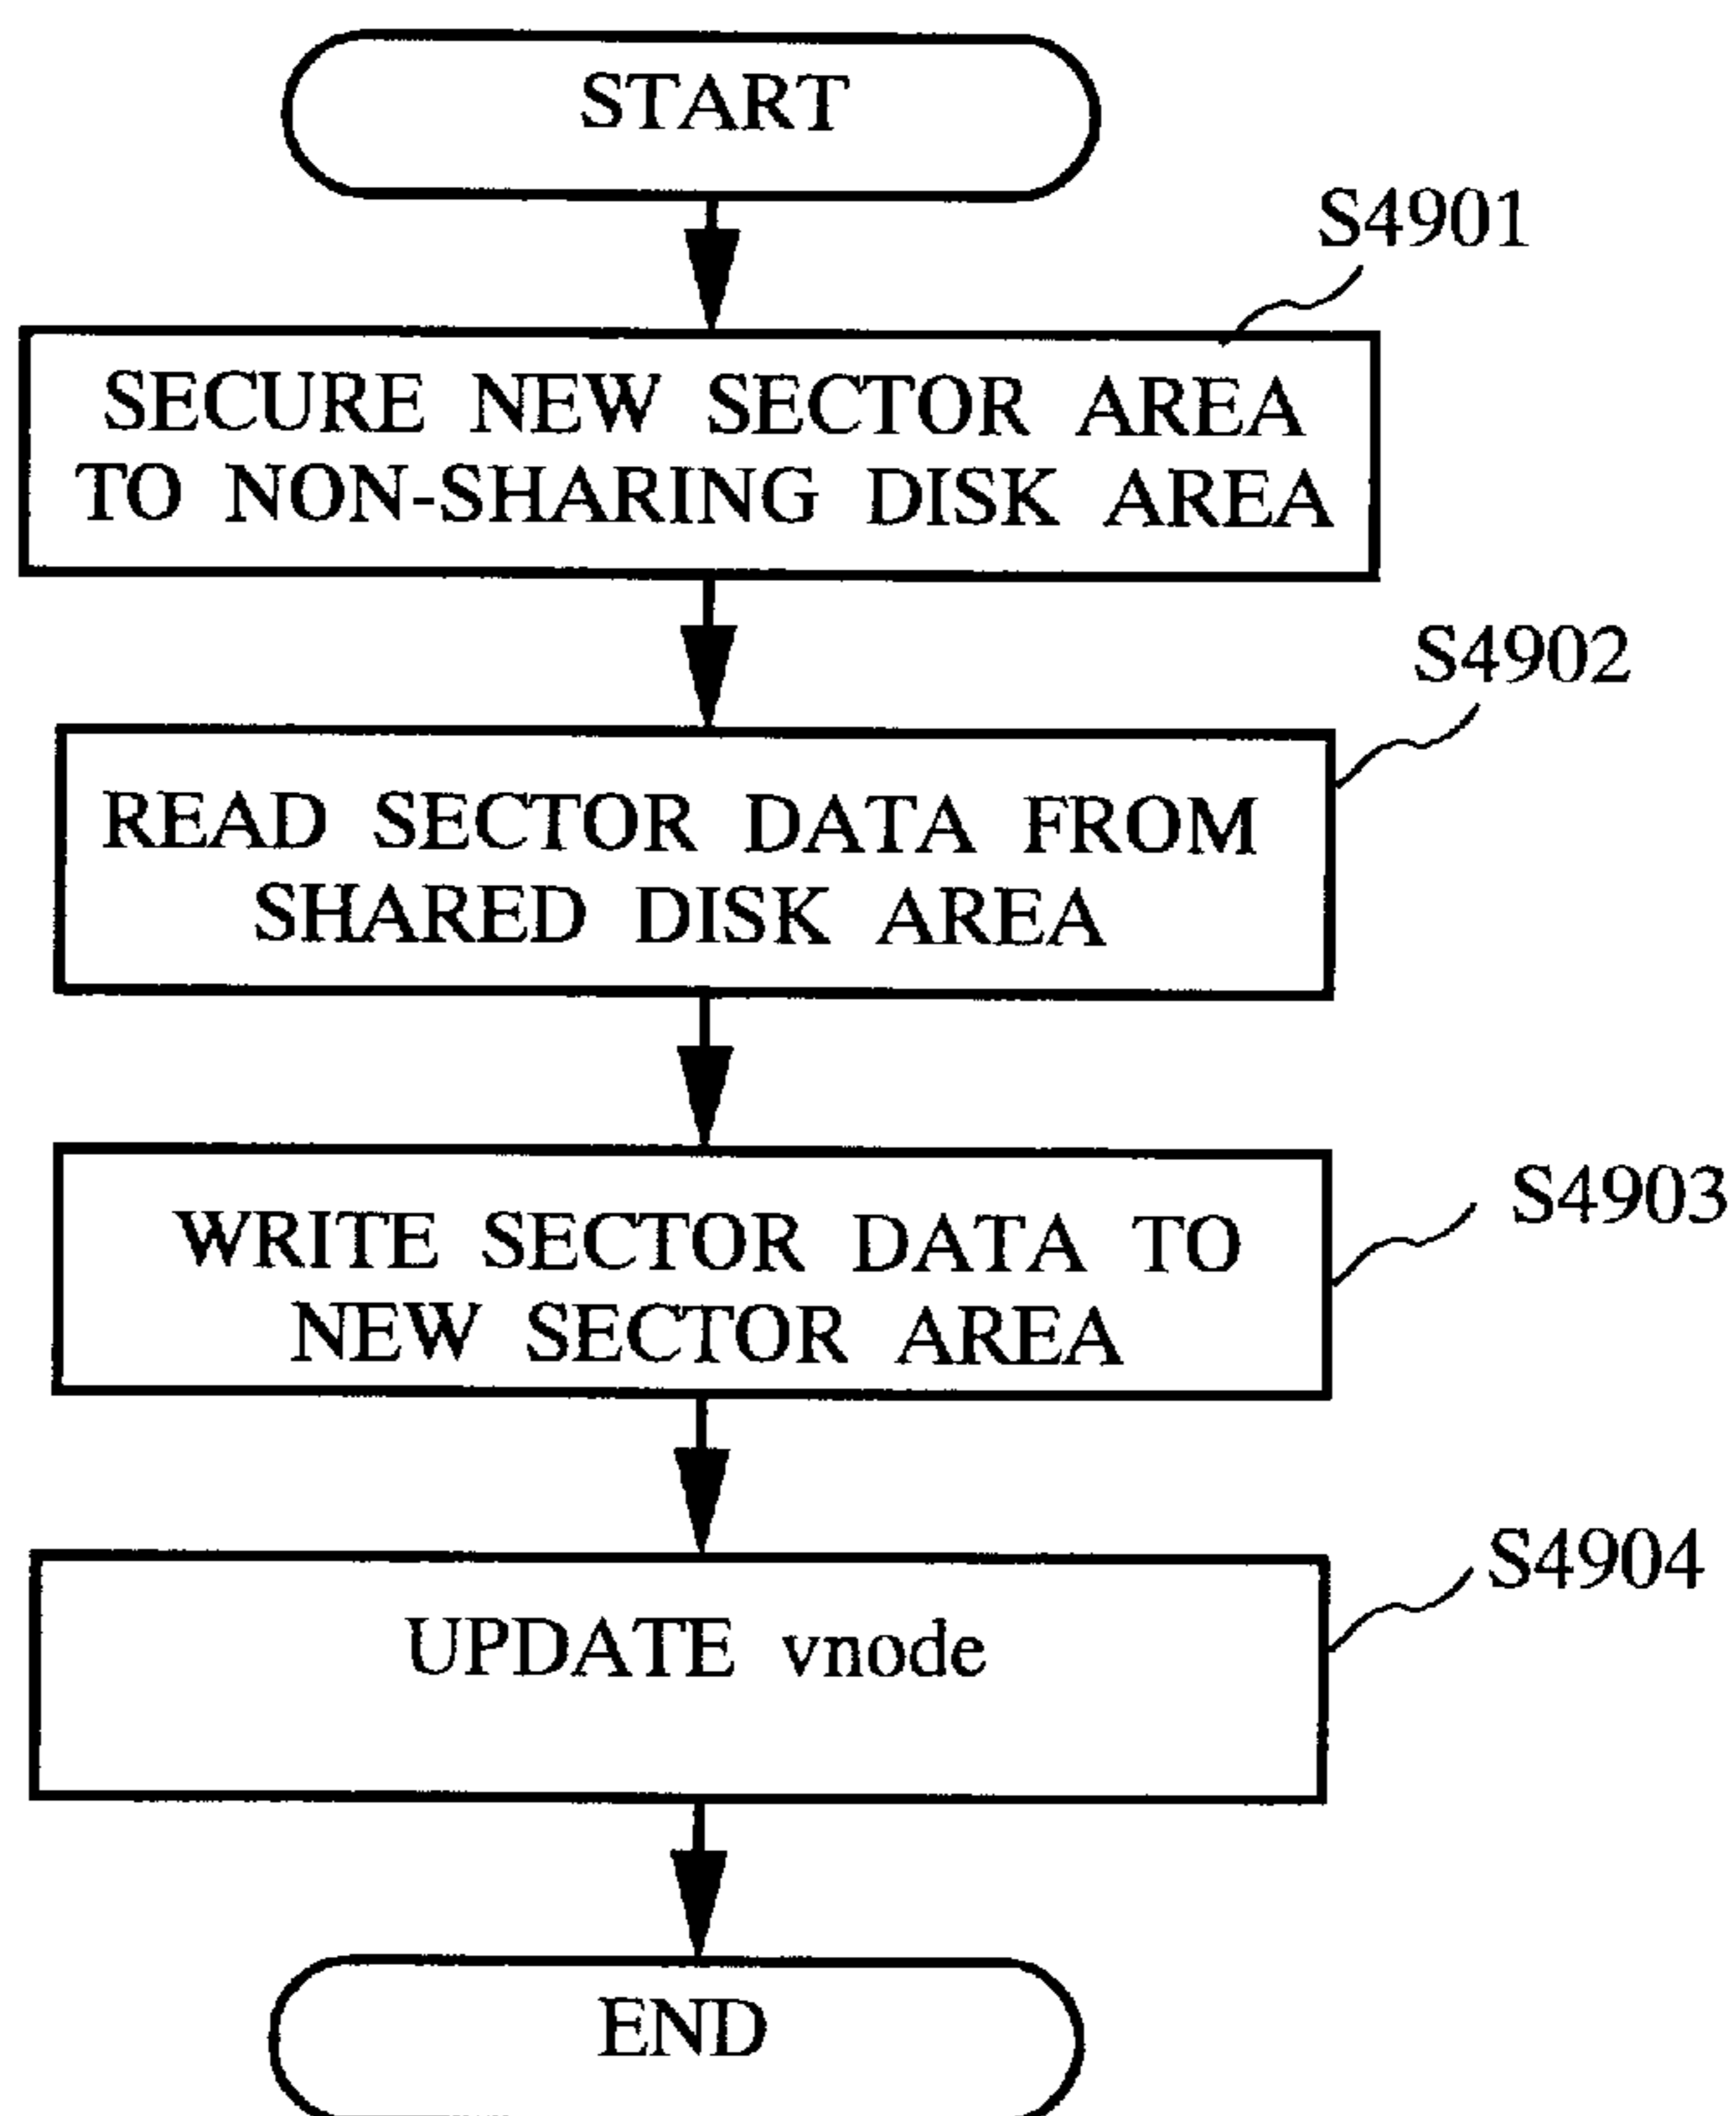 START
S4901
SECURE NEW SECTOR AREA
TO NON-SHARING DISK AREA
S4902
READ SECTOR DATA FROM
SHARED DISK AREA
S4903
WRITE SECTOR DATA TO
NEW SECTOR AREA
S4904
UPDATE vnode
END